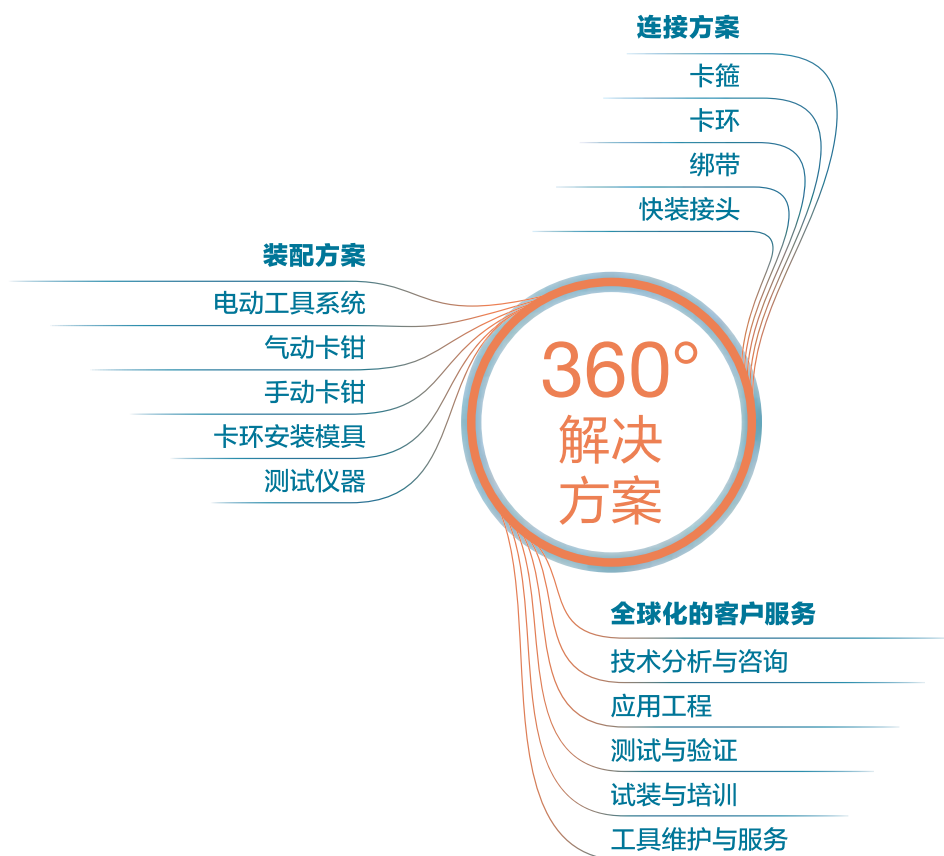 连接方案
卡箍
卡环
绑带
快装接头
装配方案
电动工具系统
气动卡钳
手动卡钳
卡环安装模具
测试仪器
360°
解决
方案
全球化的客户服务
技术分析与咨询
应用工程
测试与验证
试装与培训
工具维护与服务